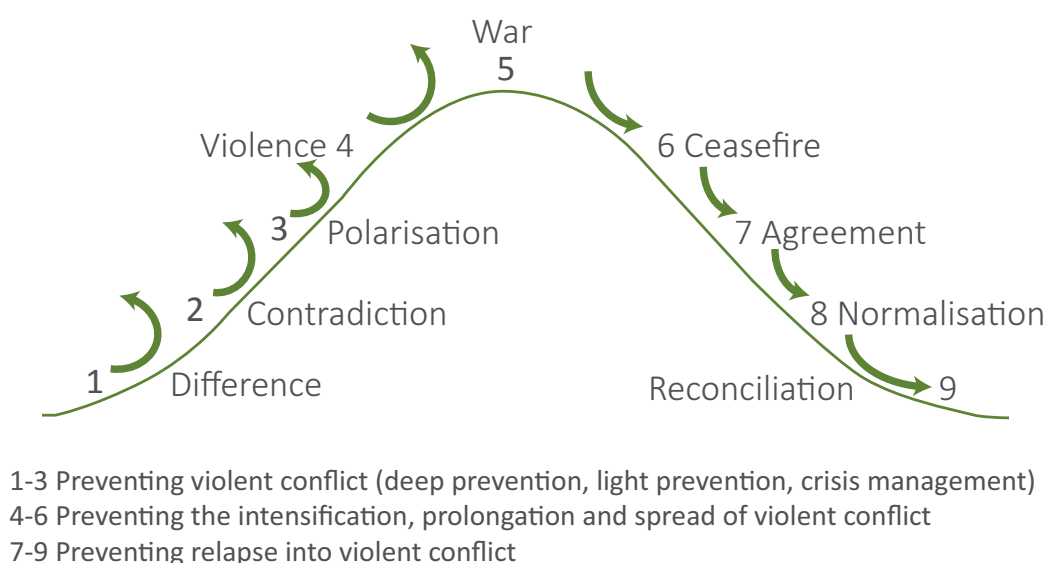 War
5
Violence 4
6 Ceasefire
3 Polarisation
7 Agreement
2 Contradiction
8 Normalisation
1 Difference
Reconciliation 9
1-3 Preventing violent conflict (deep prevention, light prevention, crisis management)
4-6 Preventing the intensification, prolongation and spread of violent conflict
7-9 Preventing relapse into violent conflict